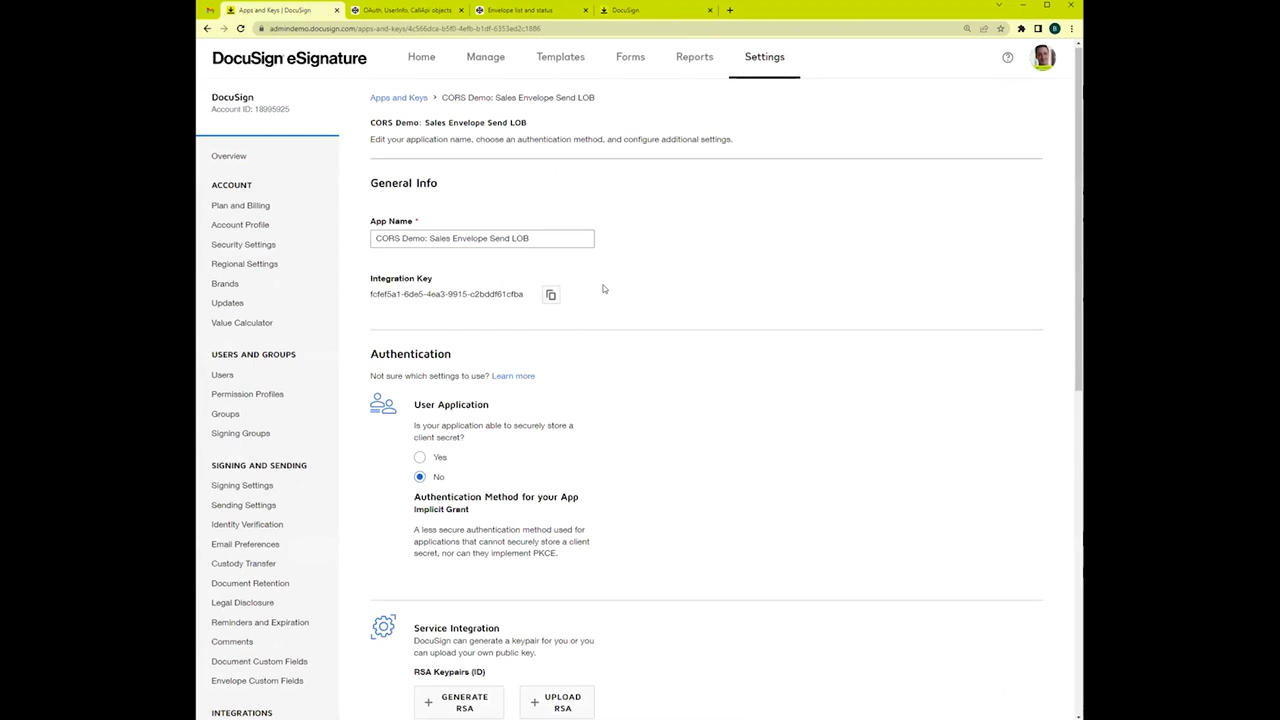 Apps and Keys | DocuSign
OAuth, UserInfo, CallApi objects
Envelope list and status
DocuSign
admindemo.docusign.com/apps-and-keys/4c566dca-b5f0-4efb-b1df-6353ed2c1886
B
DocuSign eSignature
Home
Manage
Templates
Forms
Reports
Settings
DocuSign
Account ID: 18995925
Overview
ACCOUNT
Plan and Billing
Account Profile
Security Settings
Regional Settings
Brands
Updates
Value Calculator
USERS AND GROUPS
Users
Permission Profiles
Groups
Signing Groups
SIGNING AND SENDING
Signing Settings
Sending Settings
Identity Verification
Email Preferences
Custody Transfer
Document Retention
Legal Disclosure
Reminders and Expiration
Comments
Document Custom Fields
Envelope Custom Fields
INTEGRATIONS
Apps and Keys > CORS Demo: Sales Envelope Send LOB
CORS Demo: Sales Envelope Send LOB
Edit your application name, choose an authentication method, and configure additional settings.
General Info
App Name *
CORS Demo: Sales Envelope Send LOB
Integration Key
fcfef5a1-6de5-4ea3-9915-c2bddf61cfba
Authentication
Not sure which settings to use? Learn more
User Application
Is your application able to securely store a
client secret?
Yes
No
Authentication Method for your App
Implicit Grant
A less secure authentication method used for
applications that cannot securely store a client
secret, nor can they implement PKCE.
Service Integration
DocuSign can generate a keypair for you or you
can upload your own public key.
RSA Keypairs (ID)
+ GENERATE
RSA
+ UPLOAD
RSA